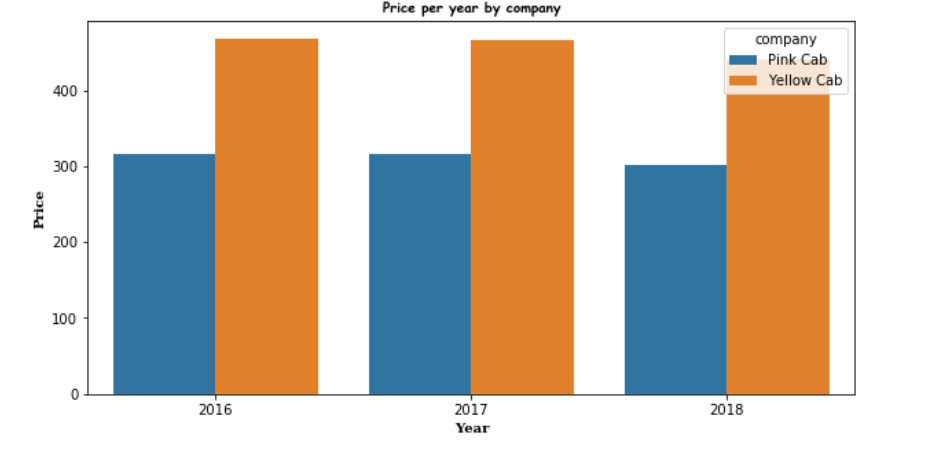 Price per year by company
company
Pink Cab
Yellow Cab
400
300
200
100
0
Price
2016 2017 2018
Year